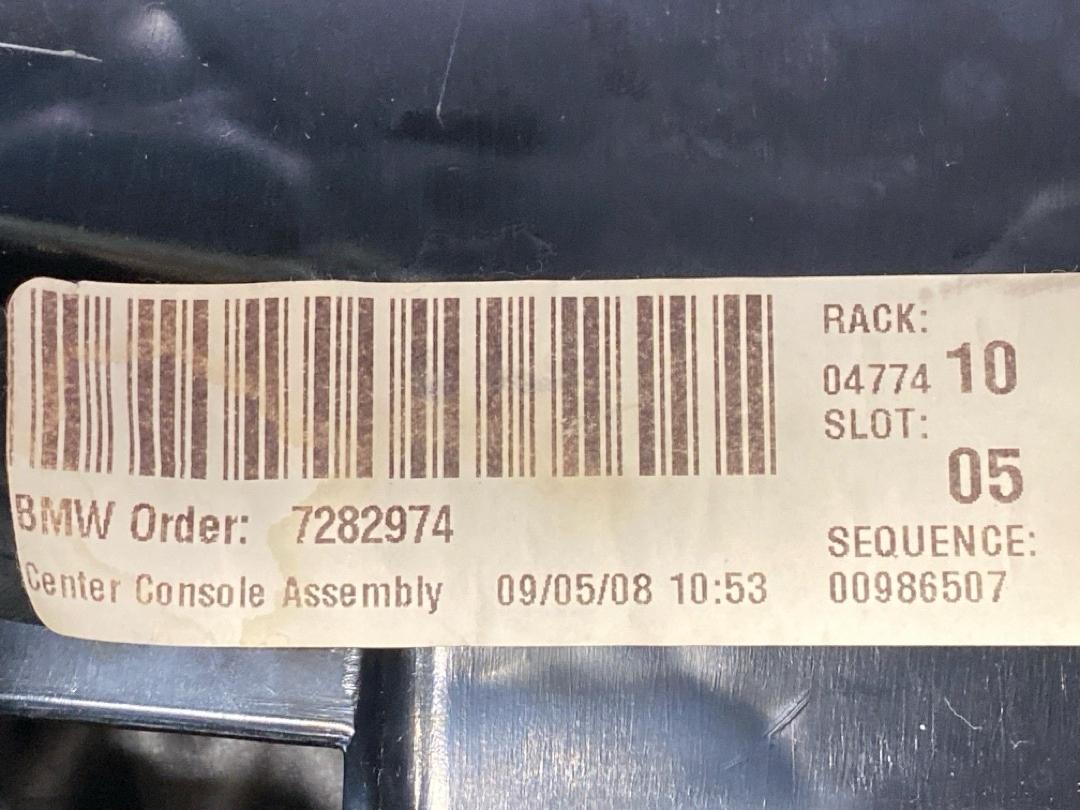 RACK:
04774 10
SLOT:
05
BMW Order: 7282974
SEQUENCE:
Center Console Assembly 09/05/08 10:53 00986507